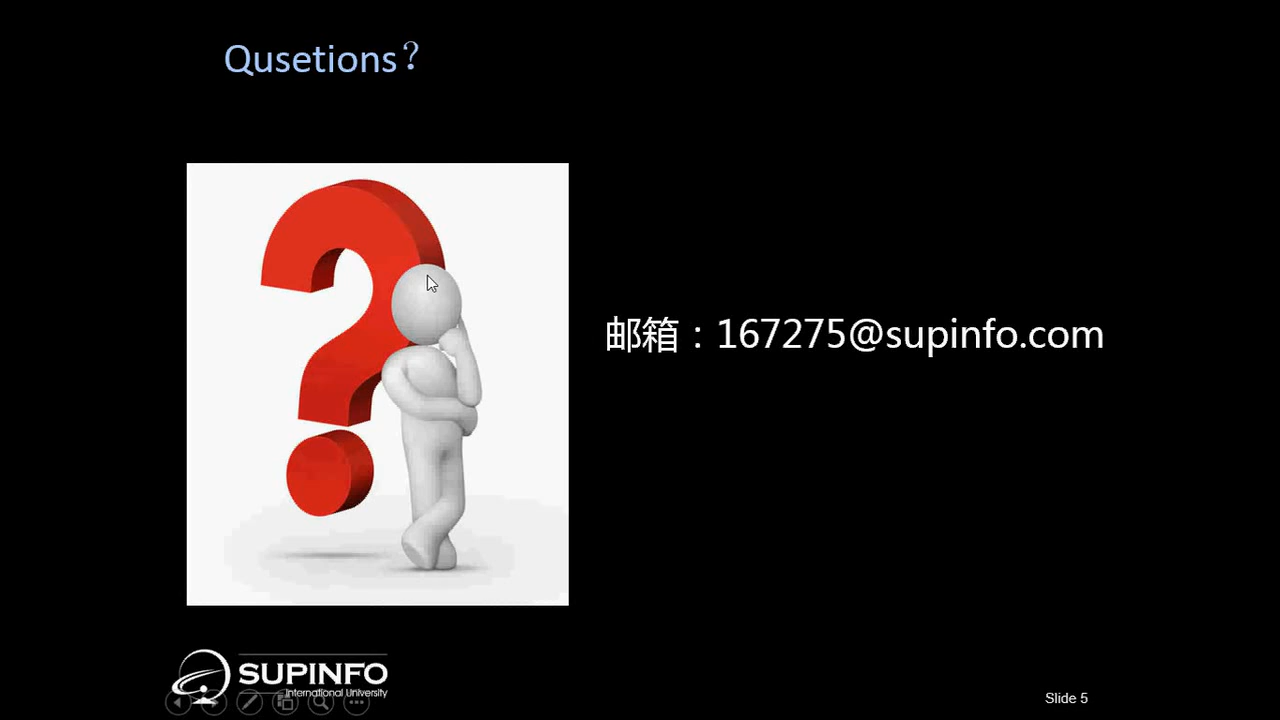 Qusetions？
邮箱：167275@supinfo.com
SUPINFO
International University
Slide 5